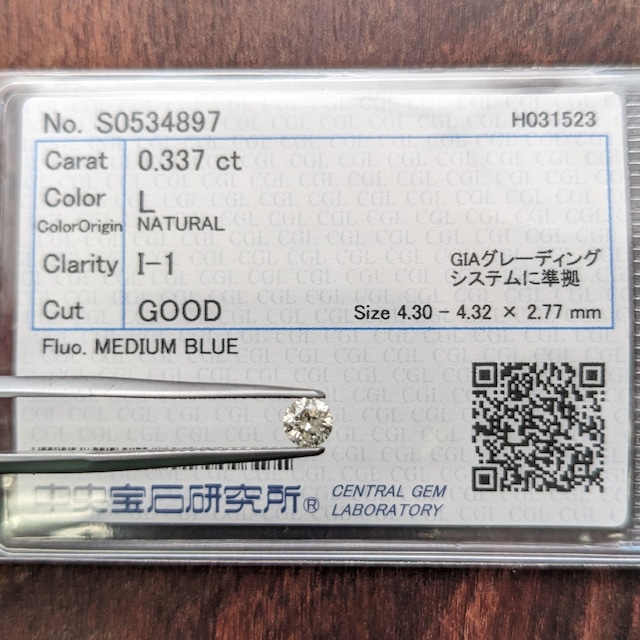 No. S0534897 H031523
Carat 0.337 ct
Color L
ColorOrigin NATURAL
Clarity I-1 GIAグレーディング
システムに準拠
Cut GOOD Size 4.30 - 4.32 × 2.77 mm
Fluo. MEDIUM BLUE
中央宝石研究所® CENTRAL GEM
LABORATORY